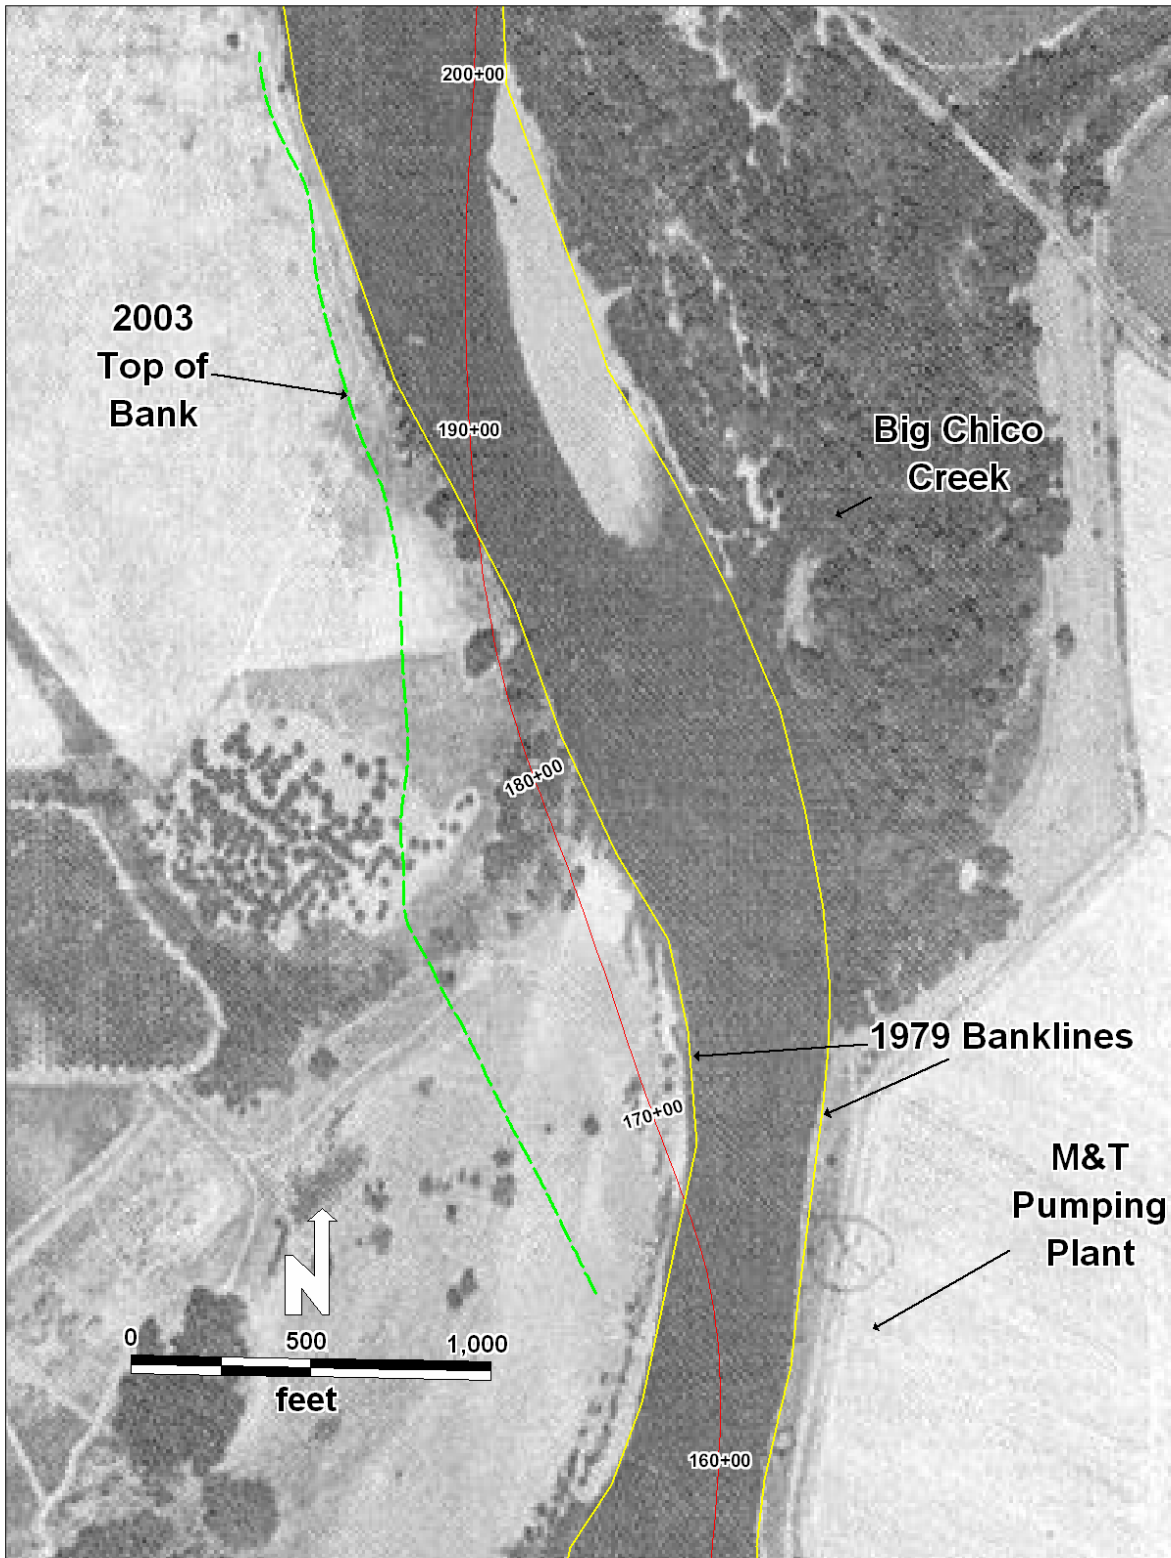 200+00
2003
Top of
Bank
190+00
Big Chico
Creek
180+00
1979 Banklines
170+00
M&T
Pumping
Plant
N
0 500 1,000
feet
160+00